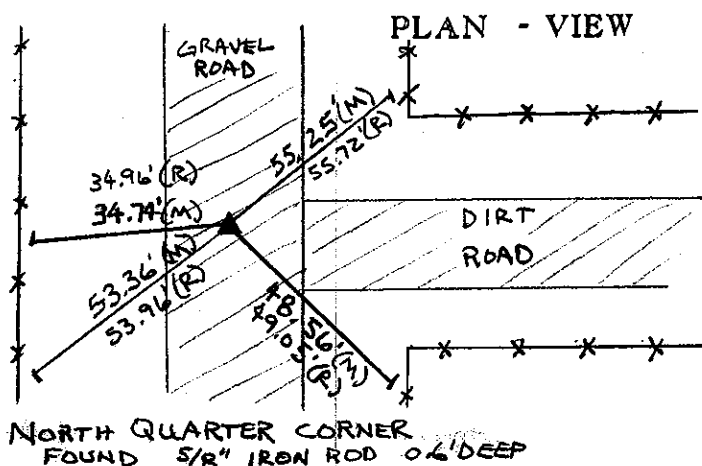 PLAN - VIEW
GRAVEL
ROAD
55.25'(M)
55.72'(R)
34.96'(R)
34.74'(M)
53.36'(M)
53.96'(R)
DIRT
ROAD
48.56'(M)
49.05'(R)
NORTH QUARTER CORNER
FOUND 5/8" IRON ROD 0.6' DEEP